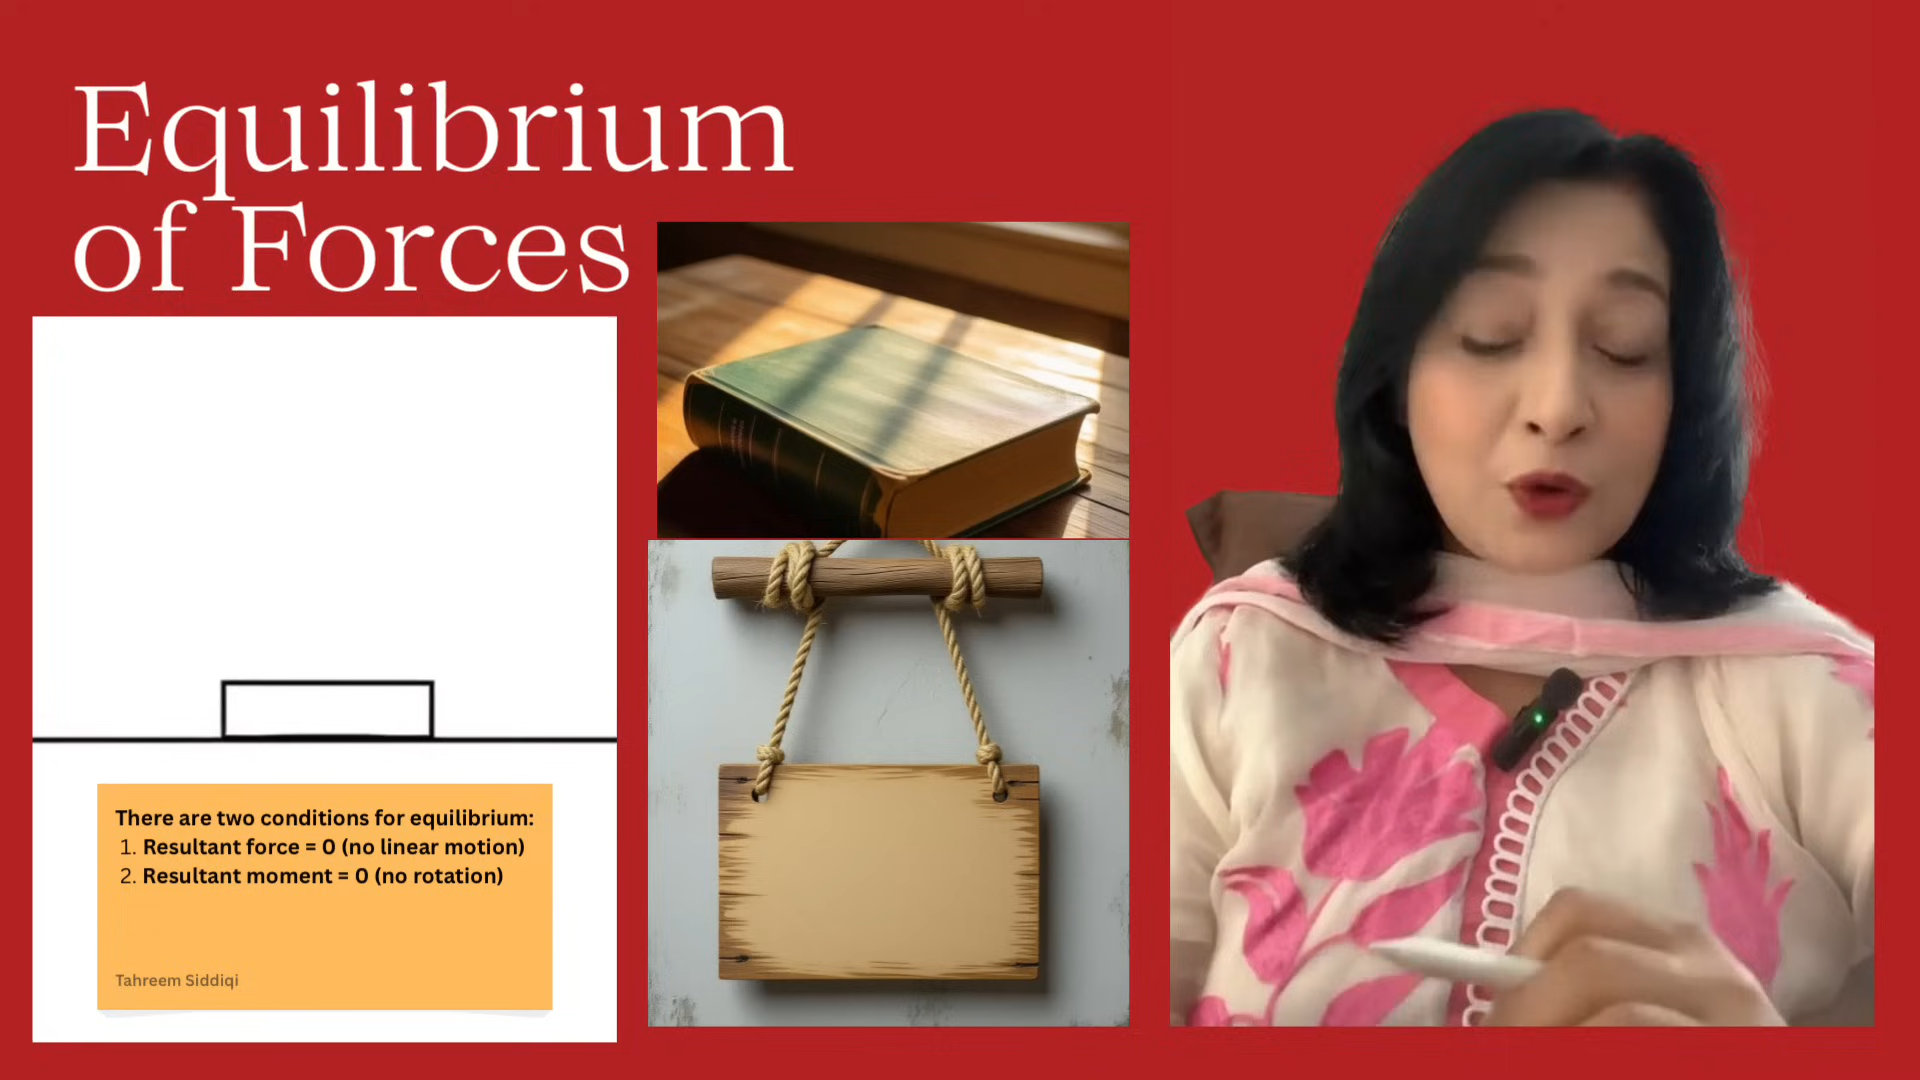 Equilibrium
of Forces
There are two conditions for equilibrium:
1. Resultant force = 0 (no linear motion)
2. Resultant moment = 0 (no rotation)
Tahreem Siddiqi